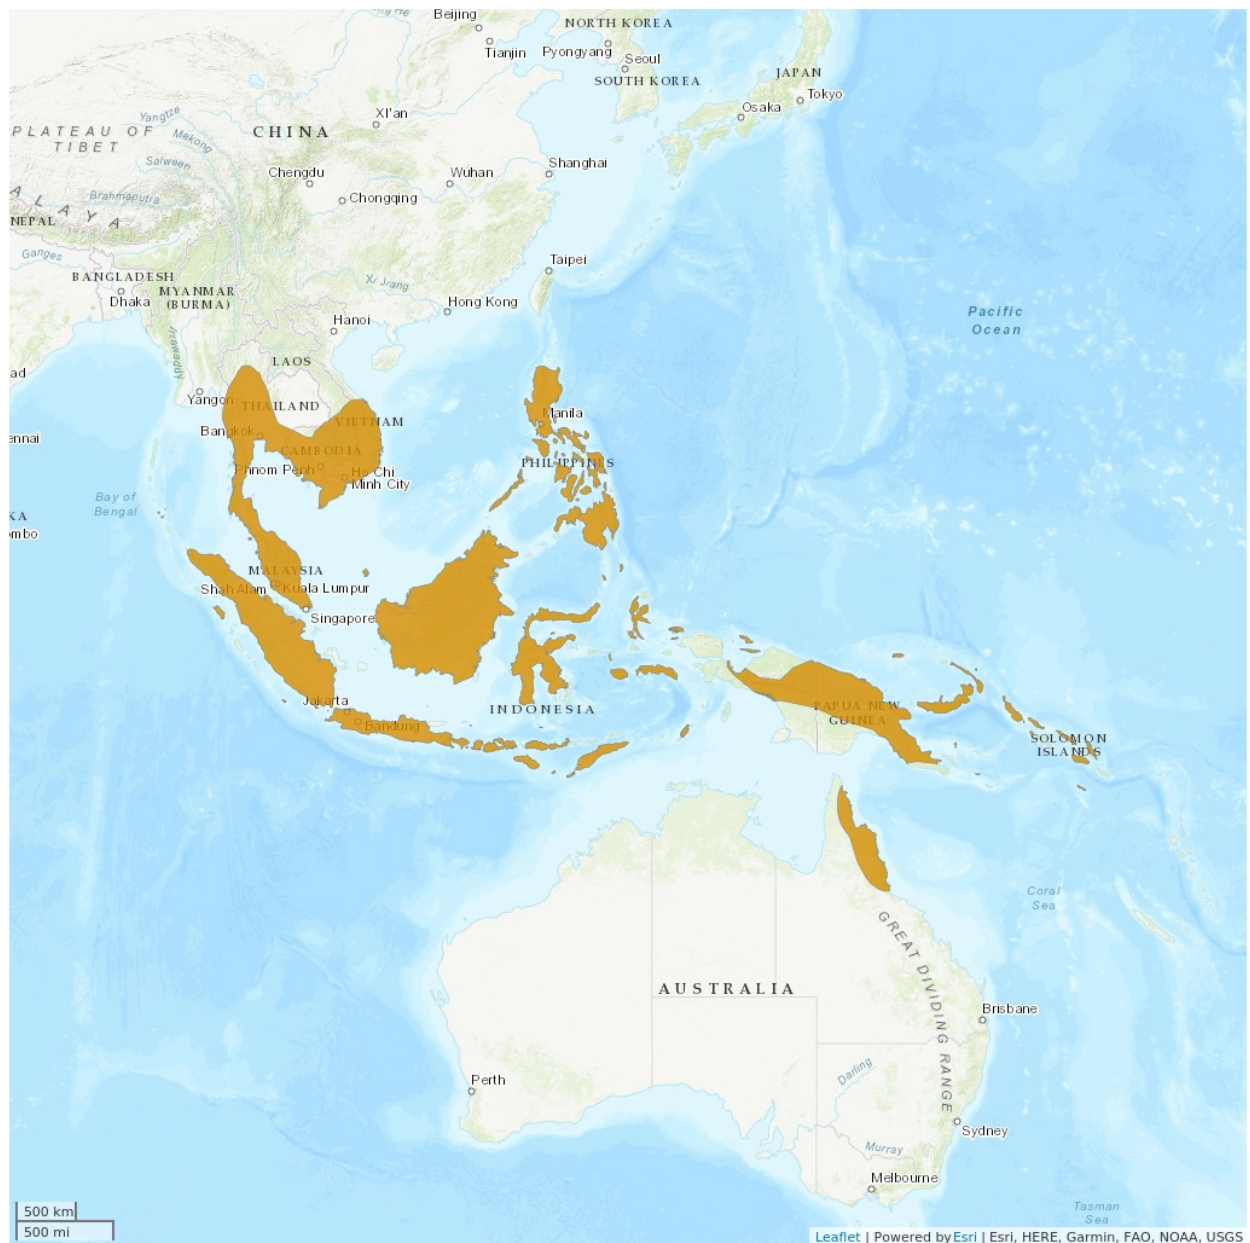 Beijing
NORTH KOREA
Tianjin
Pyongyang
Seoul
SOUTH KOREA
JAPAN
Tokyo
Osaka
XI'an
CHINA
PLATEAU OF
TIBET
Yangtze
Mekong
Salween
Brahmaputra
Chengdu
Chongqing
Wuhan
Shanghai
ALAYA
NEPAL
Ganges
BANGLADESH
Dhaka
MYANMAR
(BURMA)
Xi Jiang
Taipei
Hong Kong
Hanoi
Pacific
Ocean
Irrawaddy
LAOS
ad
Yangon
THAILAND
VIETNAM
Manila
ennai
Bangkok
CAMBODIA
Phnom Penh
Ho Chi
Minh City
PHILIPPINES
Bay of
Bengal
KA
ombo
MALAYSIA
Shah Alam
Kuala Lumpur
Singapore
Jakarta
Bandung
INDONESIA
PAPUA NEW
GUINEA
SOLOMON
ISLANDS
Coral
Sea
GREAT DIVIDING RANGE
AUSTRALIA
Brisbane
Darling
Perth
Sydney
Murray
Melbourne
Tasman
Sea
500 km
500 mi
Leaflet | Powered by Esri | Esri, HERE, Garmin, FAO, NOAA, USGS